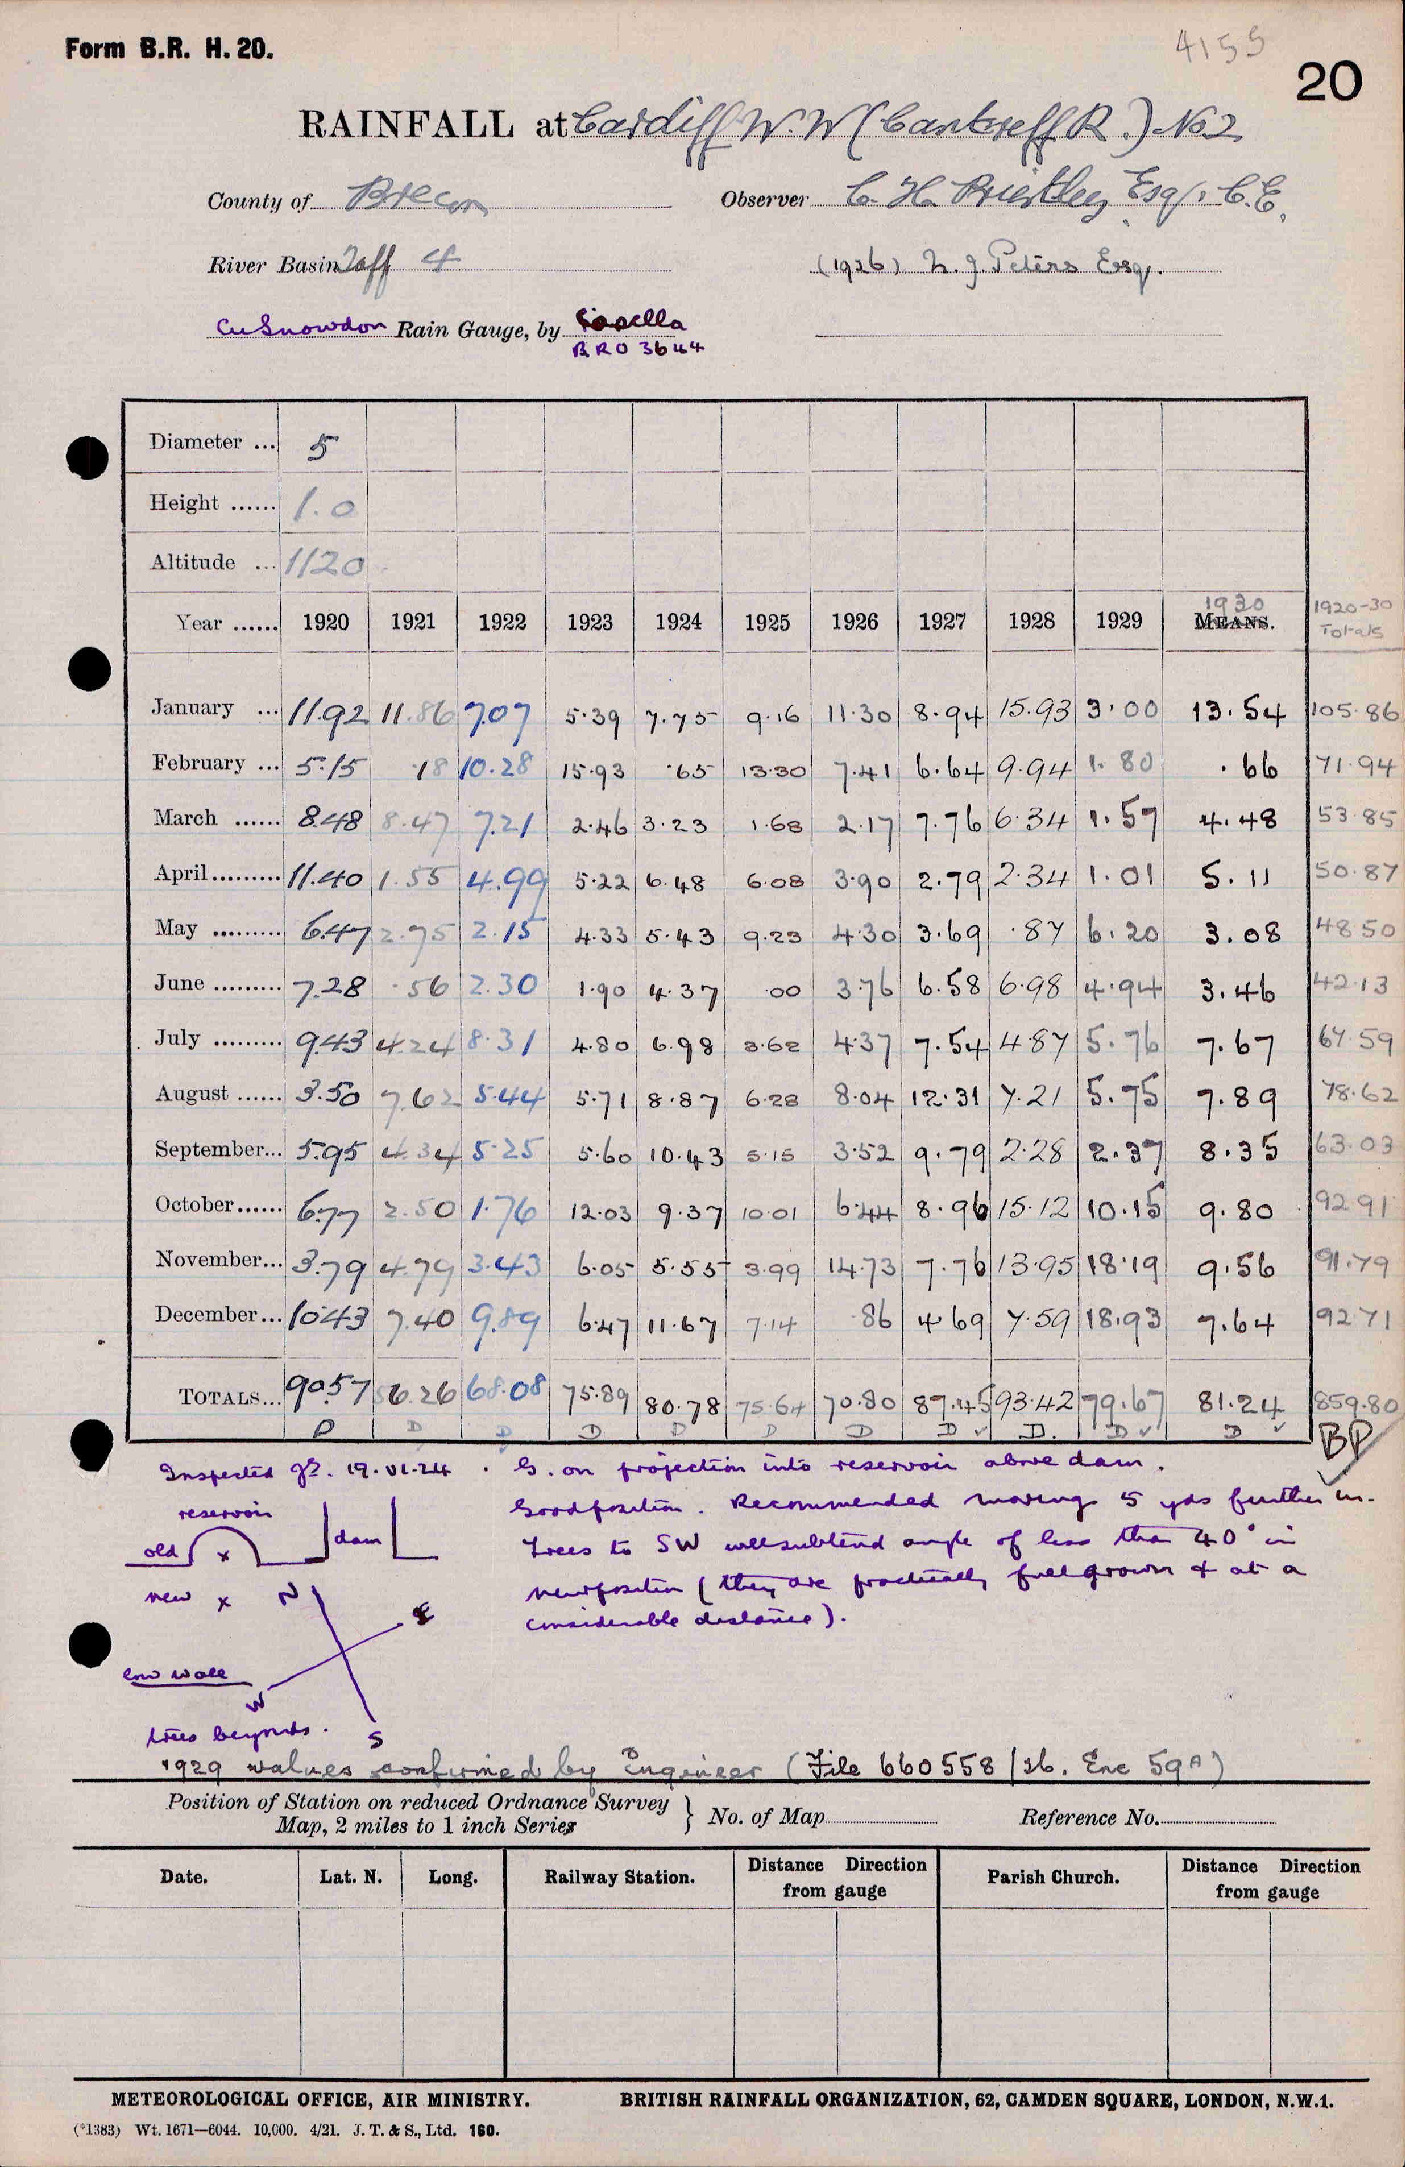 Form B.R. H. 20.
4155
20
RAINFALL at Cardiff W.W (Cantreff R.) No 2
County of Brecon Observer C. H. Priestley Esq. C.E.
River Basin Taff 4 (1926) N. J. Peters Esq.
Cu Snowdon Rain Gauge, by Casella
BRO 3644
Diameter ... 5
Height ...... 1.0
Altitude ... 1120
Year ...... 1920 1921 1922 1923 1924 1925 1926 1927 1928 1929 1930 MEANS. 1920-30 Totals
January ... 11.92 11.86 7.07 5.39 7.75 9.16 11.30 8.94 15.93 3.00 13.54 105.86
February ... 5.15 .18 10.28 15.93 .65 13.30 7.41 6.64 9.94 1.80 .66 71.94
March ...... 8.48 8.47 7.21 2.46 3.23 1.68 2.17 7.76 6.34 1.57 4.48 53.85
April ......... 11.40 1.55 4.99 5.22 6.48 6.08 3.90 2.79 2.34 1.01 5.11 50.87
May ......... 6.47 2.75 2.15 4.33 5.43 9.23 4.30 3.69 .87 6.20 3.08 48.50
June ......... 7.28 .56 2.30 1.90 4.37 .00 3.76 6.58 6.98 4.94 3.46 42.13
July ......... 9.43 4.24 8.31 4.80 6.98 3.62 4.37 7.54 4.87 5.76 7.67 67.59
August ...... 3.50 7.62 5.44 5.71 8.87 6.28 8.04 12.31 7.21 5.75 7.89 78.62
September... 5.95 4.34 5.25 5.60 10.43 5.15 3.52 9.79 2.28 2.37 8.35 63.03
October...... 6.77 2.50 1.76 12.03 9.37 10.01 6.44 8.96 15.12 10.15 9.80 92.91
November... 3.79 4.79 3.43 6.05 5.55 3.99 14.73 7.76 13.95 18.19 9.56 91.79
December... 10.43 7.40 9.89 6.47 11.67 7.14 .86 4.69 7.59 18.93 7.64 92.71
TOTALS... 90.57 56.26 68.08 75.89 80.78 75.64 70.80 87.45 93.42 79.67 81.24 859.80
D D D D D D D D D. D D BP
Inspected 19.VI.24 . G. on projection into reservoir above dam.
Good position. Recommended moving 5 yds further in.
Trees to SW will subtend angle of less than 40° in
new position (they are practically full grown & at a
considerable distance).
reservoir
old x dam
new x N
E
low wall
W
trees beyond. S
1929 values confirmed by Engineer (File 660558/26. Enc 59A)
Position of Station on reduced Ordnance Survey
Map, 2 miles to 1 inch Series } No. of Map Reference No.
Date. Lat. N. Long. Railway Station. Distance Direction from gauge Parish Church. Distance Direction from gauge
METEOROLOGICAL OFFICE, AIR MINISTRY. BRITISH RAINFALL ORGANIZATION, 62, CAMDEN SQUARE, LONDON, N.W.1.
(*1383) Wt. 1671—6044. 10,000. 4/21. J. T. & S., Ltd. 160.